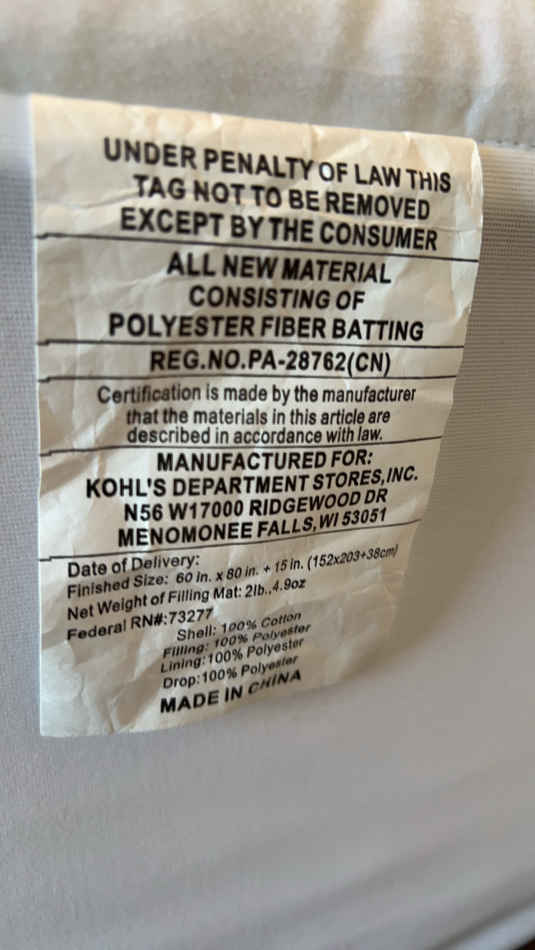 UNDER PENALTY OF LAW THIS
TAG NOT TO BE REMOVED
EXCEPT BY THE CONSUMER
ALL NEW MATERIAL
CONSISTING OF
POLYESTER FIBER BATTING
REG.NO.PA-28762(CN)
Certification is made by the manufacturer
that the materials in this article are
described in accordance with law.
MANUFACTURED FOR:
KOHL'S DEPARTMENT STORES,INC.
N56 W17000 RIDGEWOOD DR
MENOMONEE FALLS,WI 53051
Date of Delivery:
Finished Size: 60 in. x 80 in. + 15 in. (152x203+38cm)
Net Weight of Filling Mat: 2lb.,4.9oz
Federal RN#:73277
Shell: 100% Cotton
Filling: 100% Polyester
Lining:100% Polyester
Drop:100% Polyester
MADE IN CHINA